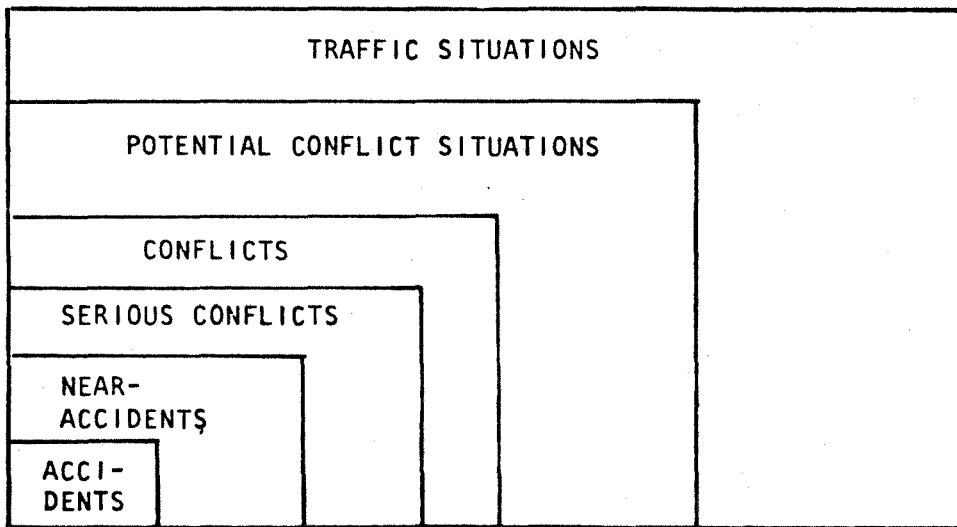 TRAFFIC SITUATIONS
POTENTIAL CONFLICT SITUATIONS
CONFLICTS
SERIOUS CONFLICTS
NEAR-
ACCIDENTS
ACCI-
DENTS